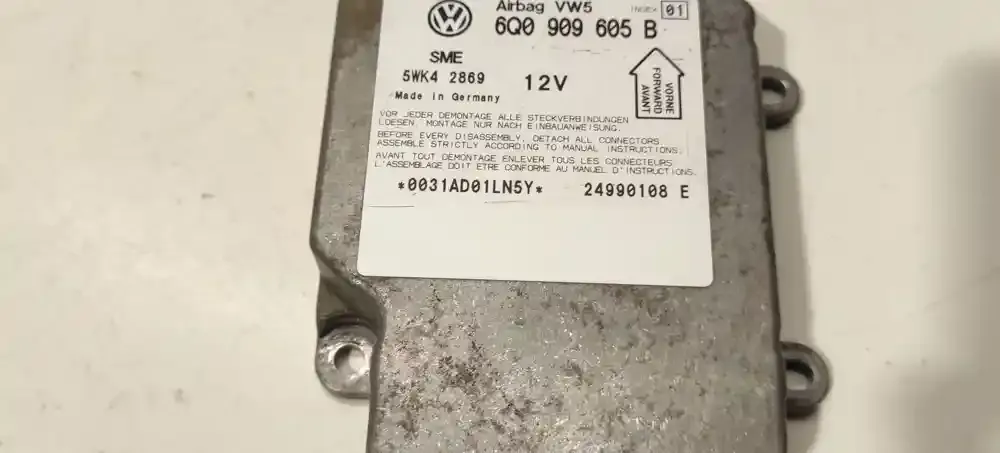 Airbag VW5 INDEX 01
6Q0 909 605 B
SME
5WK4 2869 12V
Made in Germany
VORNE
FORWARD
AVANT
VOR JEDER DEMONTAGE ALLE STECKVERBINDUNGEN
LOESEN. MONTAGE NUR NACH EINBAUANWEISUNG.
BEFORE EVERY DISASSEMBLY, DETACH ALL CONNECTORS.
ASSEMBLE STRICTLY ACCORDING TO MANUAL INSTRUCTIONS.
AVANT TOUT DEMONTAGE ENLEVER TOUS LES CONNECTEURS.
L'ASSEMBLAGE DOIT ETRE CONFORME AU MANUEL D'INSTRUCTIONS.
*0031AD01LN5Y* 24990108 E